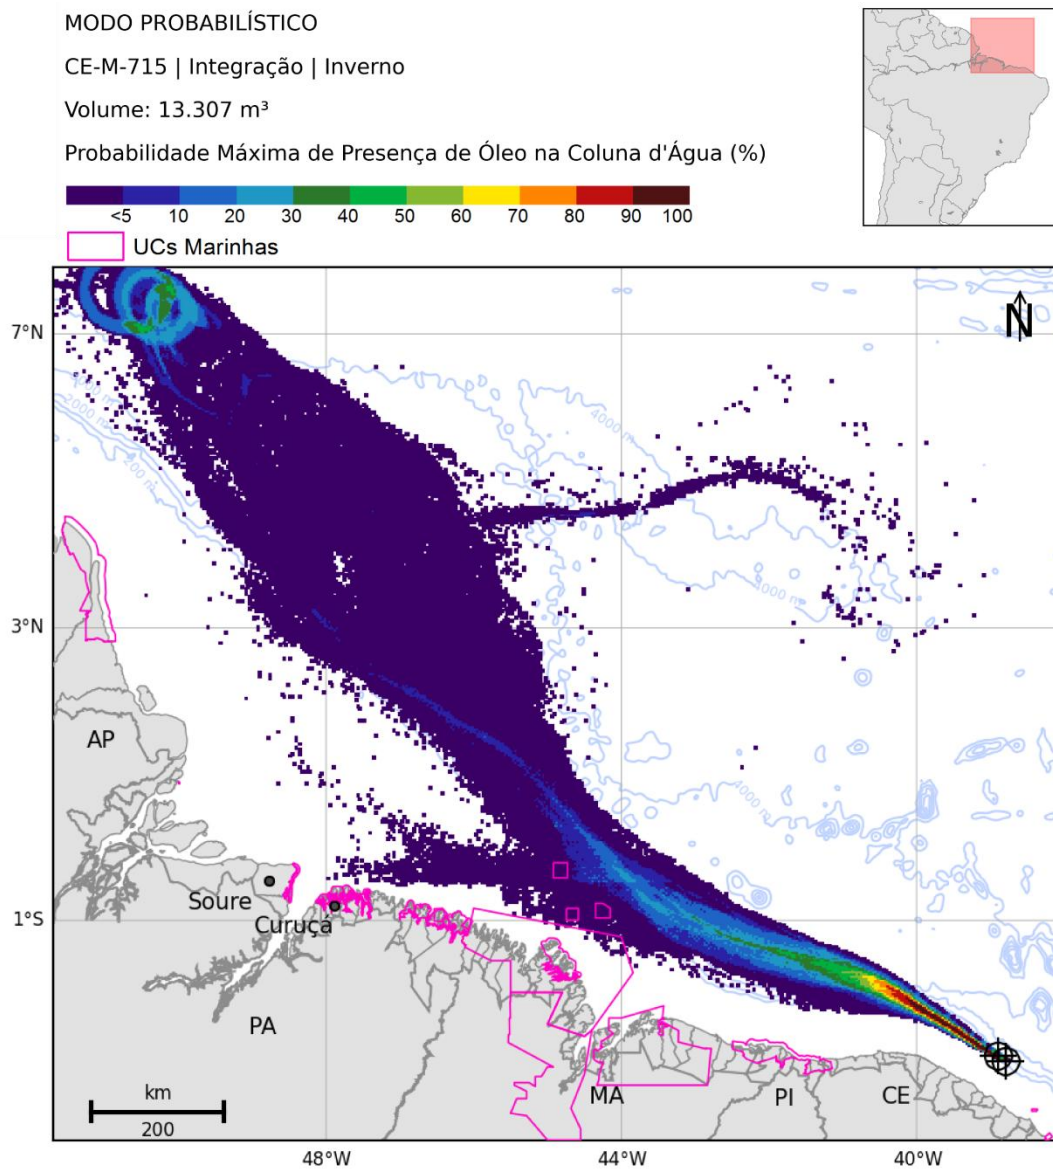 MODO PROBABILÍSTICO
CE-M-715 | Integração | Inverno
Volume: 13.307 m³
Probabilidade Máxima de Presença de Óleo na Coluna d'Água (%)
<5 10 20 30 40 50 60 70 80 90 100
UCs Marinhas
N
7°N
4000 m
2000 m
200 m
4000 m
3°N
AP
4000 m
Soure
Curuçá
1°S
PA
km
200
MA
PI
CE
48°W 44°W 40°W